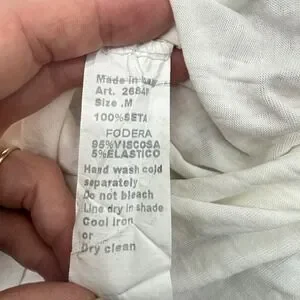 Made in
Art.
Size .M
100%SETA
FODERA
95%VISCOSA
5%ELASTICO
Hand wash cold
separately
Do not bleach
Line dry in shade
Cool iron
or
Dry clean